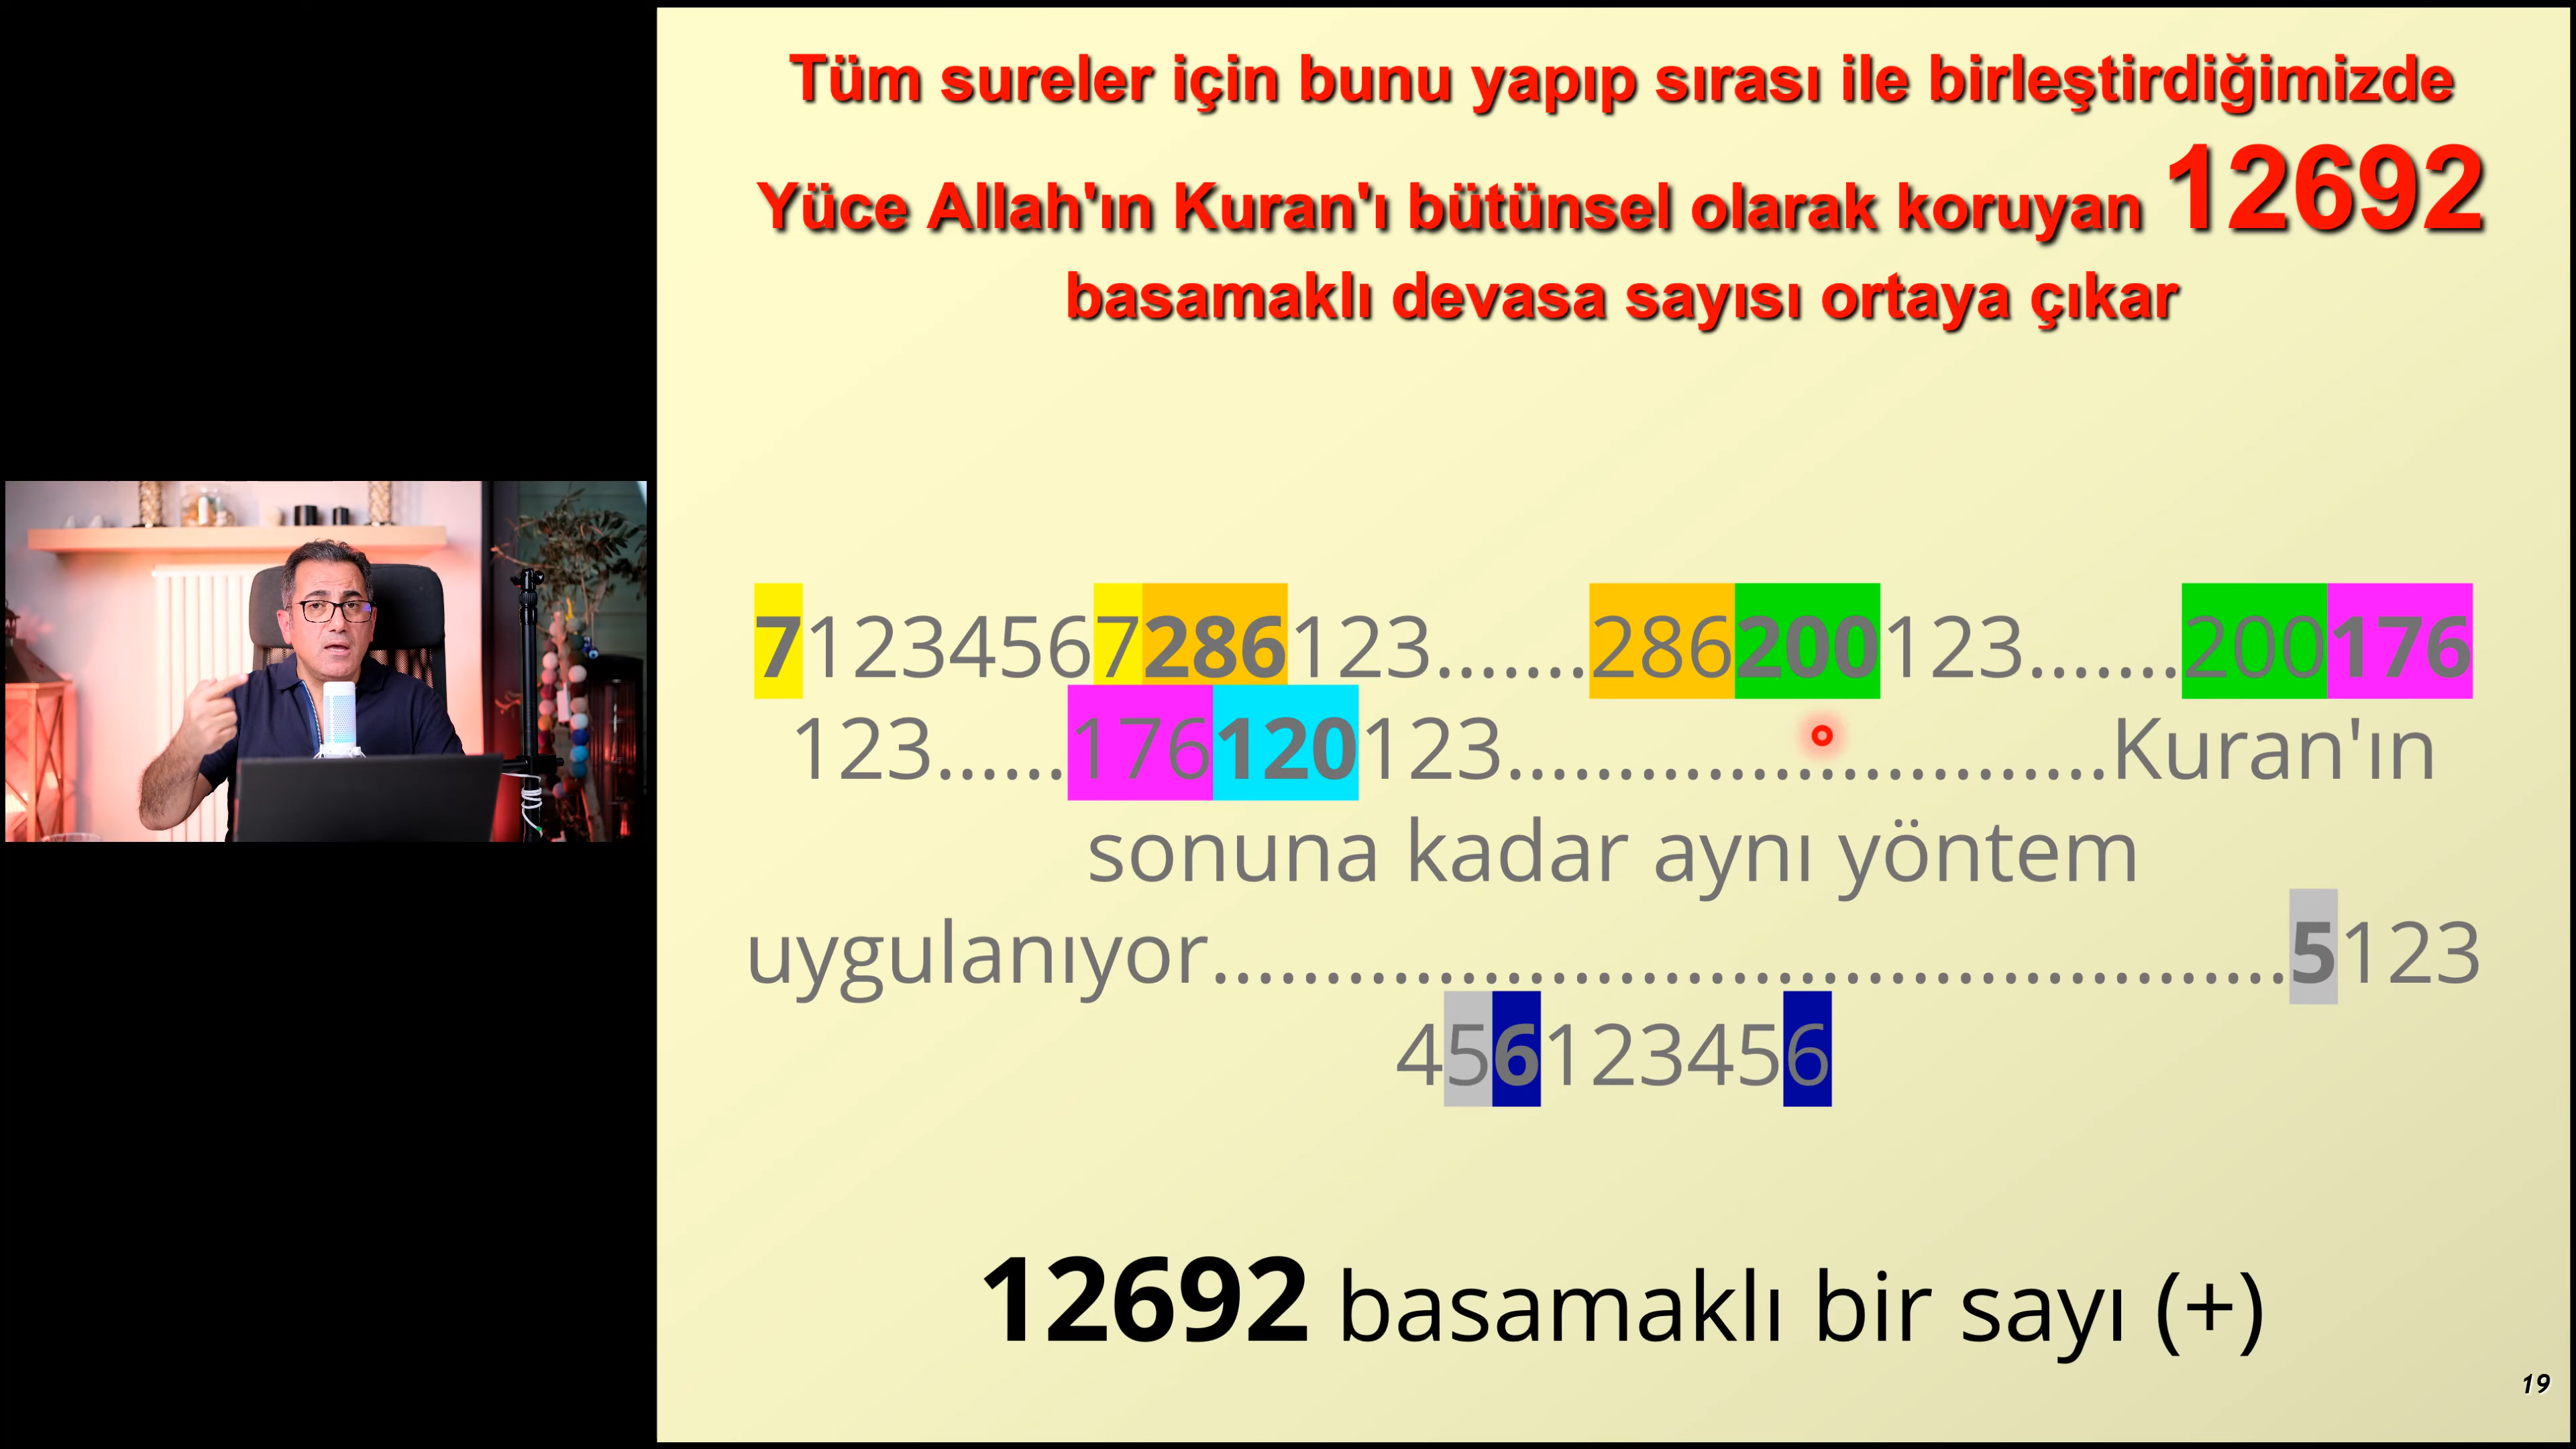 Tüm sureler için bunu yapıp sırası ile birleştirdiğimizde
Yüce Allah'ın Kuran'ı bütünsel olarak koruyan 12692
basamaklı devasa sayısı ortaya çıkar
71234567286123.......286200123.......200176
123......176120123...........................Kuran'ın
sonuna kadar aynı yöntem
uygulanıyor................................................5123
456123456
12692 basamaklı bir sayı (+)
19